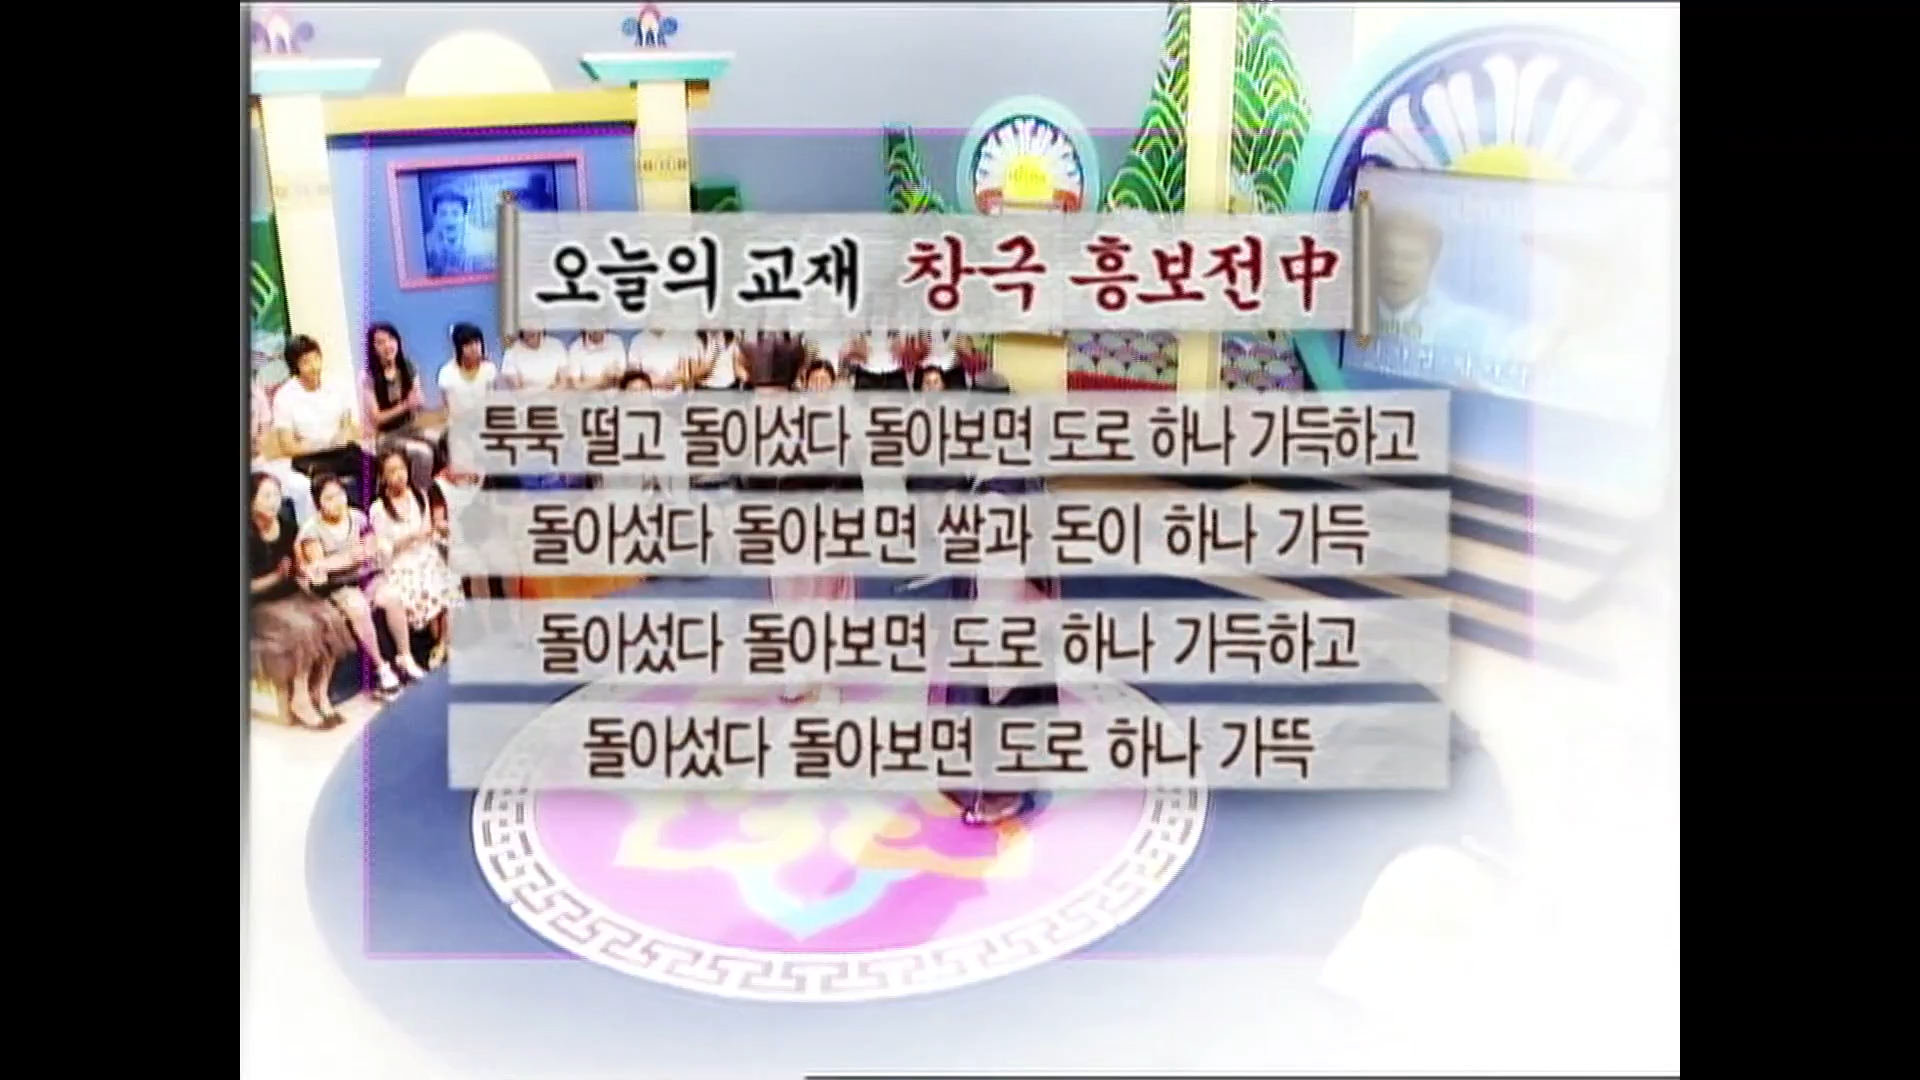 오늘의 교재 창극 흥보전中
툭툭 떨고 돌아섰다 돌아보면 도로 하나 가득하고
돌아섰다 돌아보면 쌀과 돈이 하나 가득
돌아섰다 돌아보면 도로 하나 가득하고
돌아섰다 돌아보면 도로 하나 가뜩